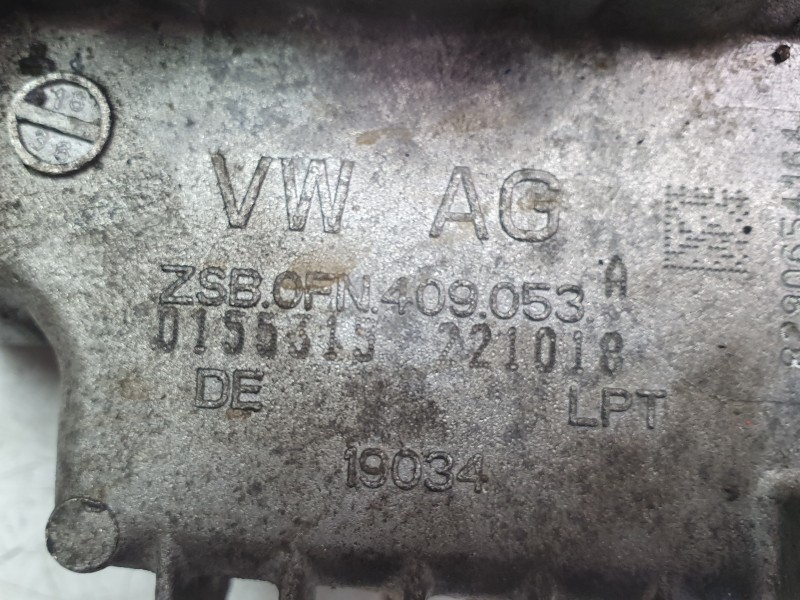 VW AG
ZSB.0FN.409.053 A
0155315 221018
DE LPT
19034